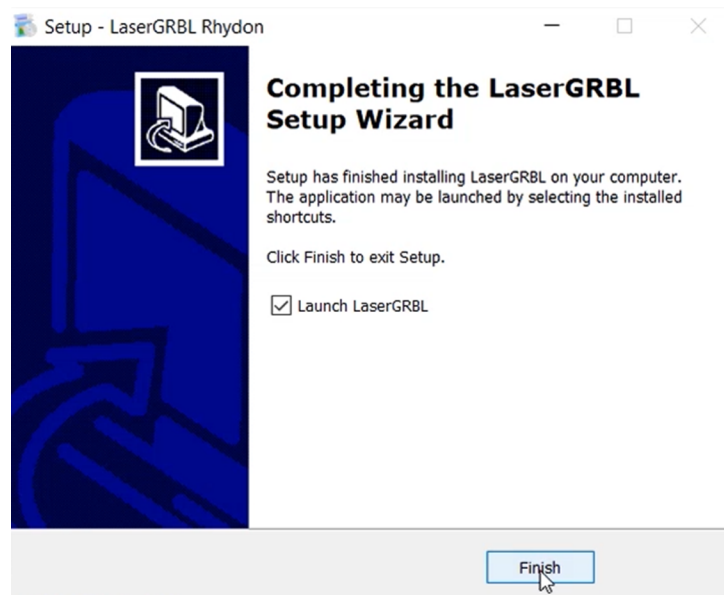 Setup - LaserGRBL Rhydon
Completing the LaserGRBL
Setup Wizard
Setup has finished installing LaserGRBL on your computer.
The application may be launched by selecting the installed
shortcuts.
Click Finish to exit Setup.
Launch LaserGRBL
Finish